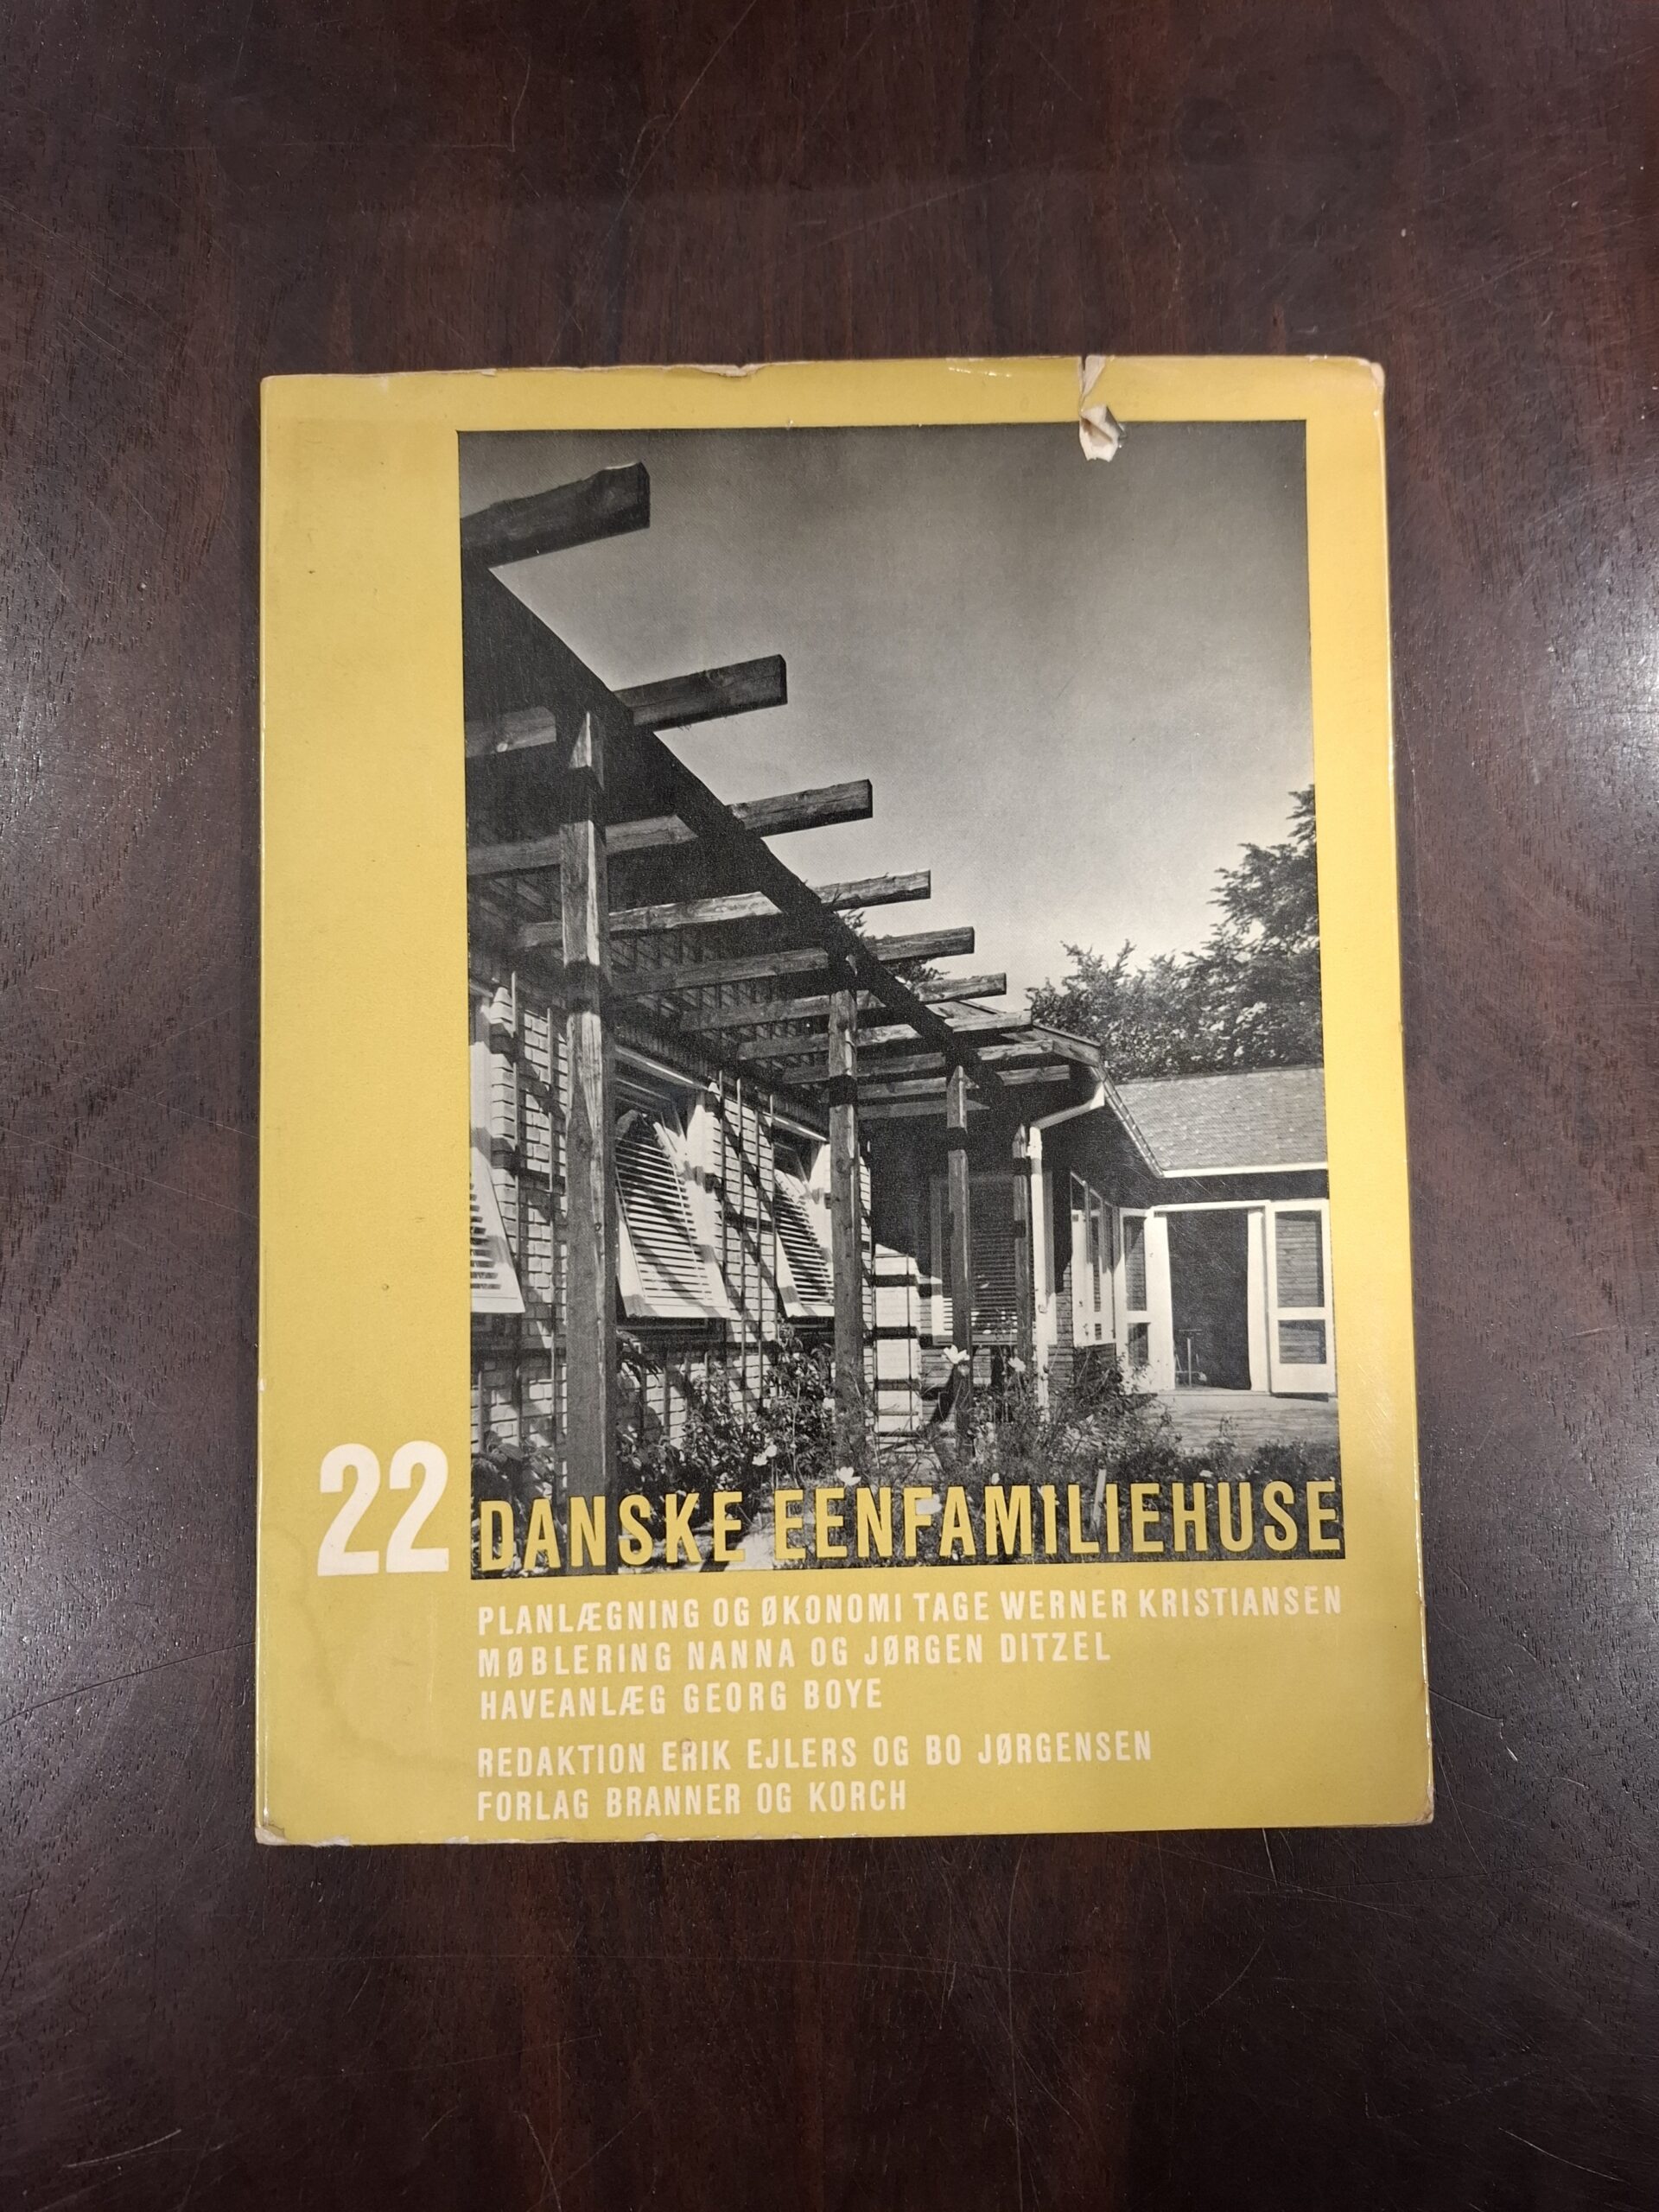 22 DANSKE EENFAMILIEHUSE
PLANLÆGNING OG ØKONOMI TAGE WERNER KRISTIANSEN
MØBLERING NANNA OG JØRGEN DITZEL
HAVEANLÆG GEORG BOYE
REDAKTION ERIK EJLERS OG BO JØRGENSEN
FORLAG BRANNER OG KORCH